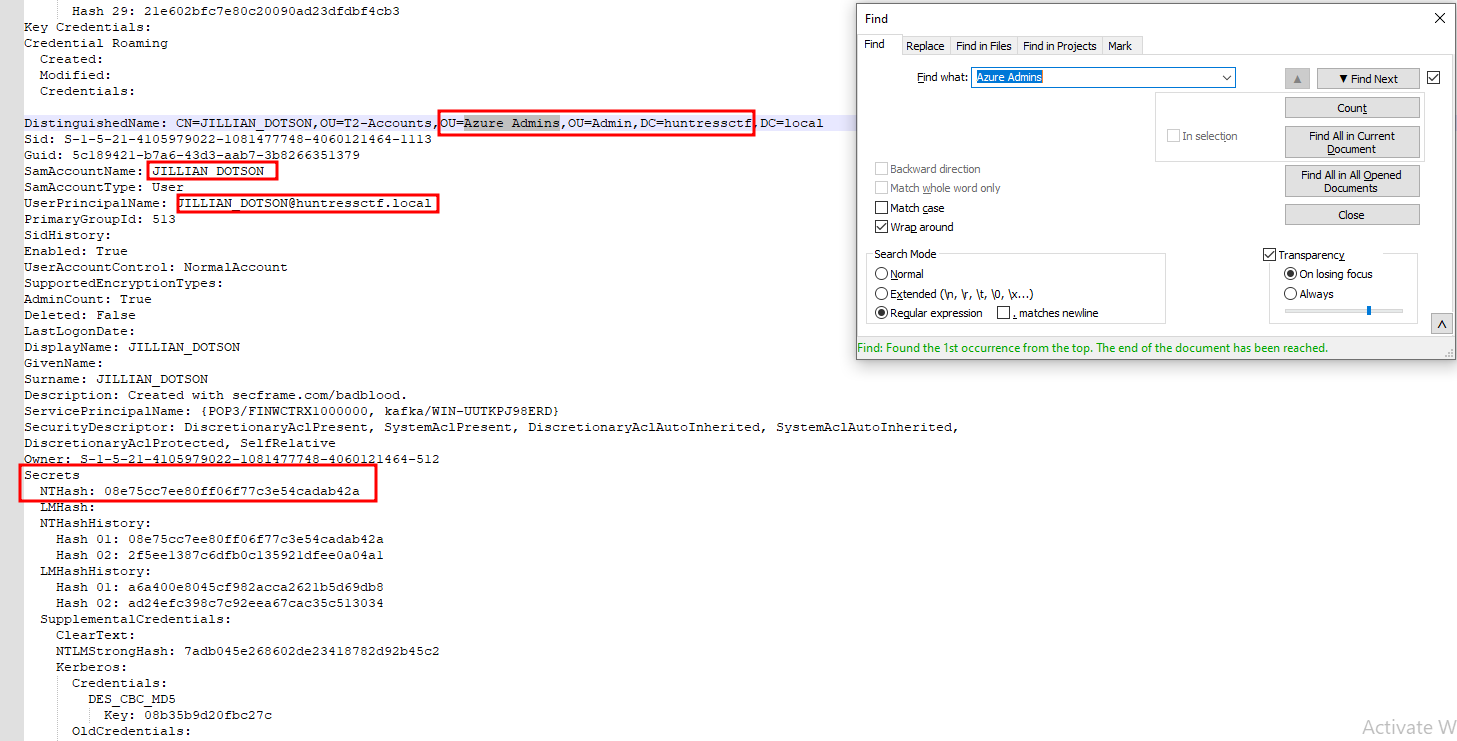 Hash 29: 21e602bfc7e80c20090ad23dfdbf4cb3
Key Credentials:
Credential Roaming
Created:
Modified:
Credentials:
DistinguishedName: CN=JILLIAN_DOTSON,OU=T2-Accounts,OU=Azure Admins,OU=Admin,DC=huntressctf,DC=local
Sid: S-1-5-21-4105979022-1081477748-4060121464-1113
Guid: 5c189421-b7a6-43d3-aab7-3b8266351379
SamAccountName: JILLIAN_DOTSON
SamAccountType: User
UserPrincipalName: JILLIAN_DOTSON@huntressctf.local
PrimaryGroupId: 513
SidHistory:
Enabled: True
UserAccountControl: NormalAccount
SupportedEncryptionTypes:
AdminCount: True
Deleted: False
LastLogonDate:
DisplayName: JILLIAN_DOTSON
GivenName:
Surname: JILLIAN_DOTSON
Description: Created with secframe.com/badblood.
ServicePrincipalName: {POP3/FINWCTRX1000000, kafka/WIN-UUTKPJ98ERD}
SecurityDescriptor: DiscretionaryAclPresent, SystemAclPresent, DiscretionaryAclAutoInherited, SystemAclAutoInherited,
DiscretionaryAclProtected, SelfRelative
Owner: S-1-5-21-4105979022-1081477748-4060121464-512
Secrets
NTHash: 08e75cc7ee80ff06f77c3e54cadab42a
LMHash:
NTHashHistory:
Hash 01: 08e75cc7ee80ff06f77c3e54cadab42a
Hash 02: 2f5ee1387c6dfb0c135921dfee0a04a1
LMHashHistory:
Hash 01: a6a400e8045cf982acca2621b5d69db8
Hash 02: ad24efc398c7c92eea67cac35c513034
SupplementalCredentials:
ClearText:
NTLMStrongHash: 7adb045e268602de23418782d92b45c2
Kerberos:
Credentials:
DES_CBC_MD5
Key: 08b35b9d20fbc27c
OldCredentials:
Find
Find Replace Find in Files Find in Projects Mark
Find what: Azure Admins
▲ ▼ Find Next
Count
In selection
Find All in Current
Document
Find All in All Opened
Documents
Close
Backward direction
Match whole word only
Match case
Wrap around
Search Mode
Normal
Extended (\n, \r, \t, \0, \x...)
Regular expression . matches newline
Transparency
On losing focus
Always
Find: Found the 1st occurrence from the top. The end of the document has been reached.
Activate W